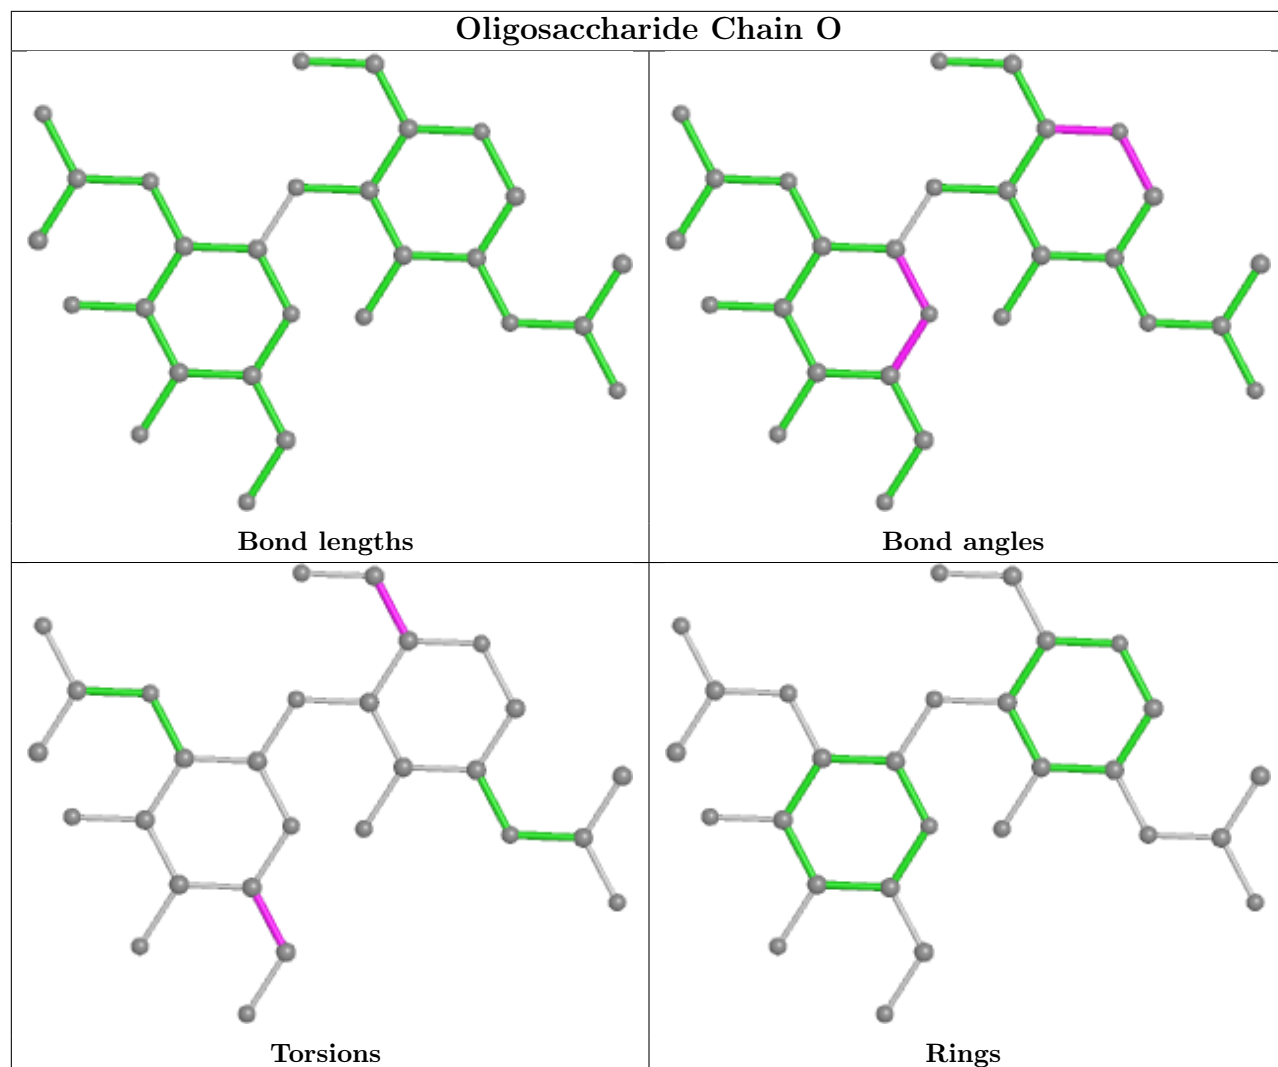 Oligosaccharide Chain O
Bond lengths
Bond angles
Torsions
Rings